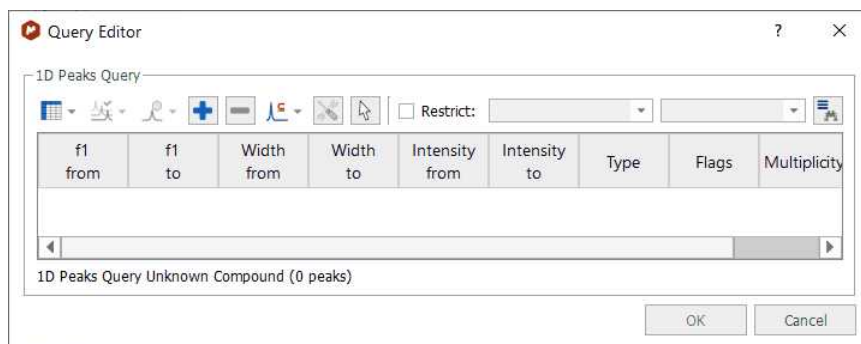 Query Editor
1D Peaks Query
Restrict:
f1 from
f1 to
Width from
Width to
Intensity from
Intensity to
Type
Flags
Multiplicity
1D Peaks Query Unknown Compound (0 peaks)
OK
Cancel